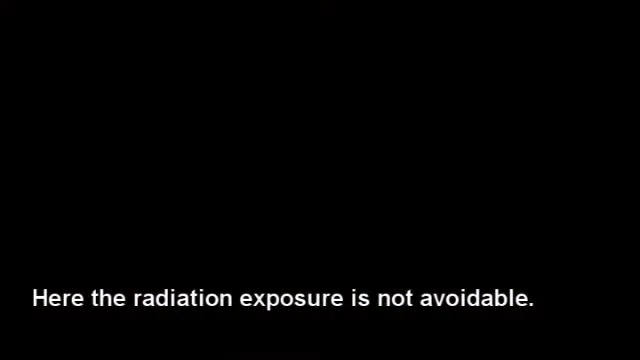 Here the radiation exposure is not avoidable.